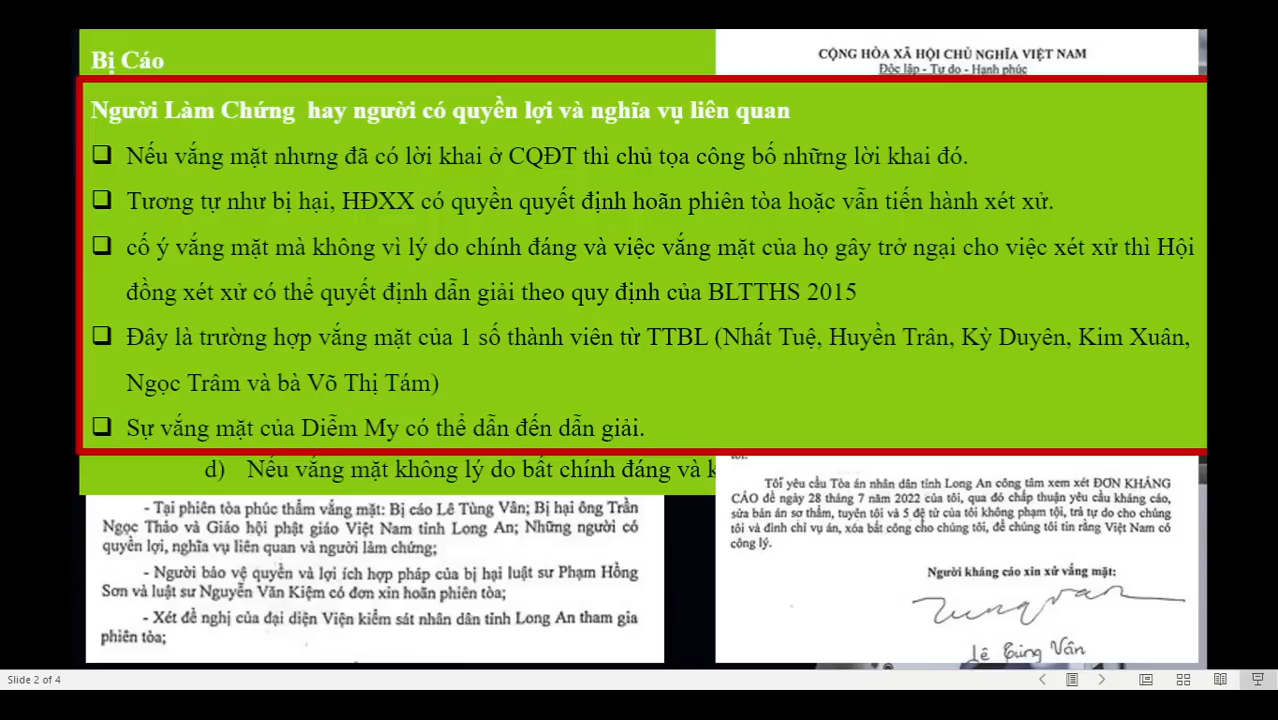 Bị Cáo
CỘNG HÒA XÃ HỘI CHỦ NGHĨA VIỆT NAM
Độc lập - Tự do - Hạnh phúc
Người Làm Chứng hay người có quyền lợi và nghĩa vụ liên quan
❑ Nếu vắng mặt nhưng đã có lời khai ở CQĐT thì chủ tọa công bố những lời khai đó.
❑ Tương tự như bị hại, HĐXX có quyền quyết định hoãn phiên tòa hoặc vẫn tiến hành xét xử.
❑ cố ý vắng mặt mà không vì lý do chính đáng và việc vắng mặt của họ gây trở ngại cho việc xét xử thì Hội
đồng xét xử có thể quyết định dẫn giải theo quy định của BLTTHS 2015
❑ Đây là trường hợp vắng mặt của 1 số thành viên từ TTBL (Nhất Tuệ, Huyền Trân, Kỳ Duyên, Kim Xuân,
Ngọc Trâm và bà Võ Thị Tám)
❑ Sự vắng mặt của Diễm My có thể dẫn đến dẫn giải.
d) Nếu vắng mặt không lý do bất chính đáng và k
- Tại phiên tòa phúc thẩm vắng mặt: Bị cáo Lê Tùng Vân; Bị hại ông Trần
Ngọc Thảo và Giáo hội phật giáo Việt Nam tỉnh Long An; Những người có
quyền lợi, nghĩa vụ liên quan và người làm chứng;
- Người bảo vệ quyền và lợi ích hợp pháp của bị hại luật sư Phạm Hồng
Sơn và luật sư Nguyễn Văn Kiệm có đơn xin hoãn phiên tòa;
- Xét đề nghị của đại diện Viện kiểm sát nhân dân tỉnh Long An tham gia
phiên tòa;
tôi.
Tôi yêu cầu Tòa án nhân dân tỉnh Long An công tâm xem xét ĐƠN KHÁNG
CÁO đề ngày 28 tháng 7 năm 2022 của tôi, qua đó chấp thuận yêu cầu kháng cáo,
sửa bản án sơ thẩm, tuyên tôi và 5 đệ tử của tôi không phạm tội, trả tự do cho chúng
tôi và đình chỉ vụ án, xóa bất công cho chúng tôi, để chúng tôi tin rằng Việt Nam có
công lý.
Người kháng cáo xin xử vắng mặt:
Lê Tùng Vân
Slide 2 of 4